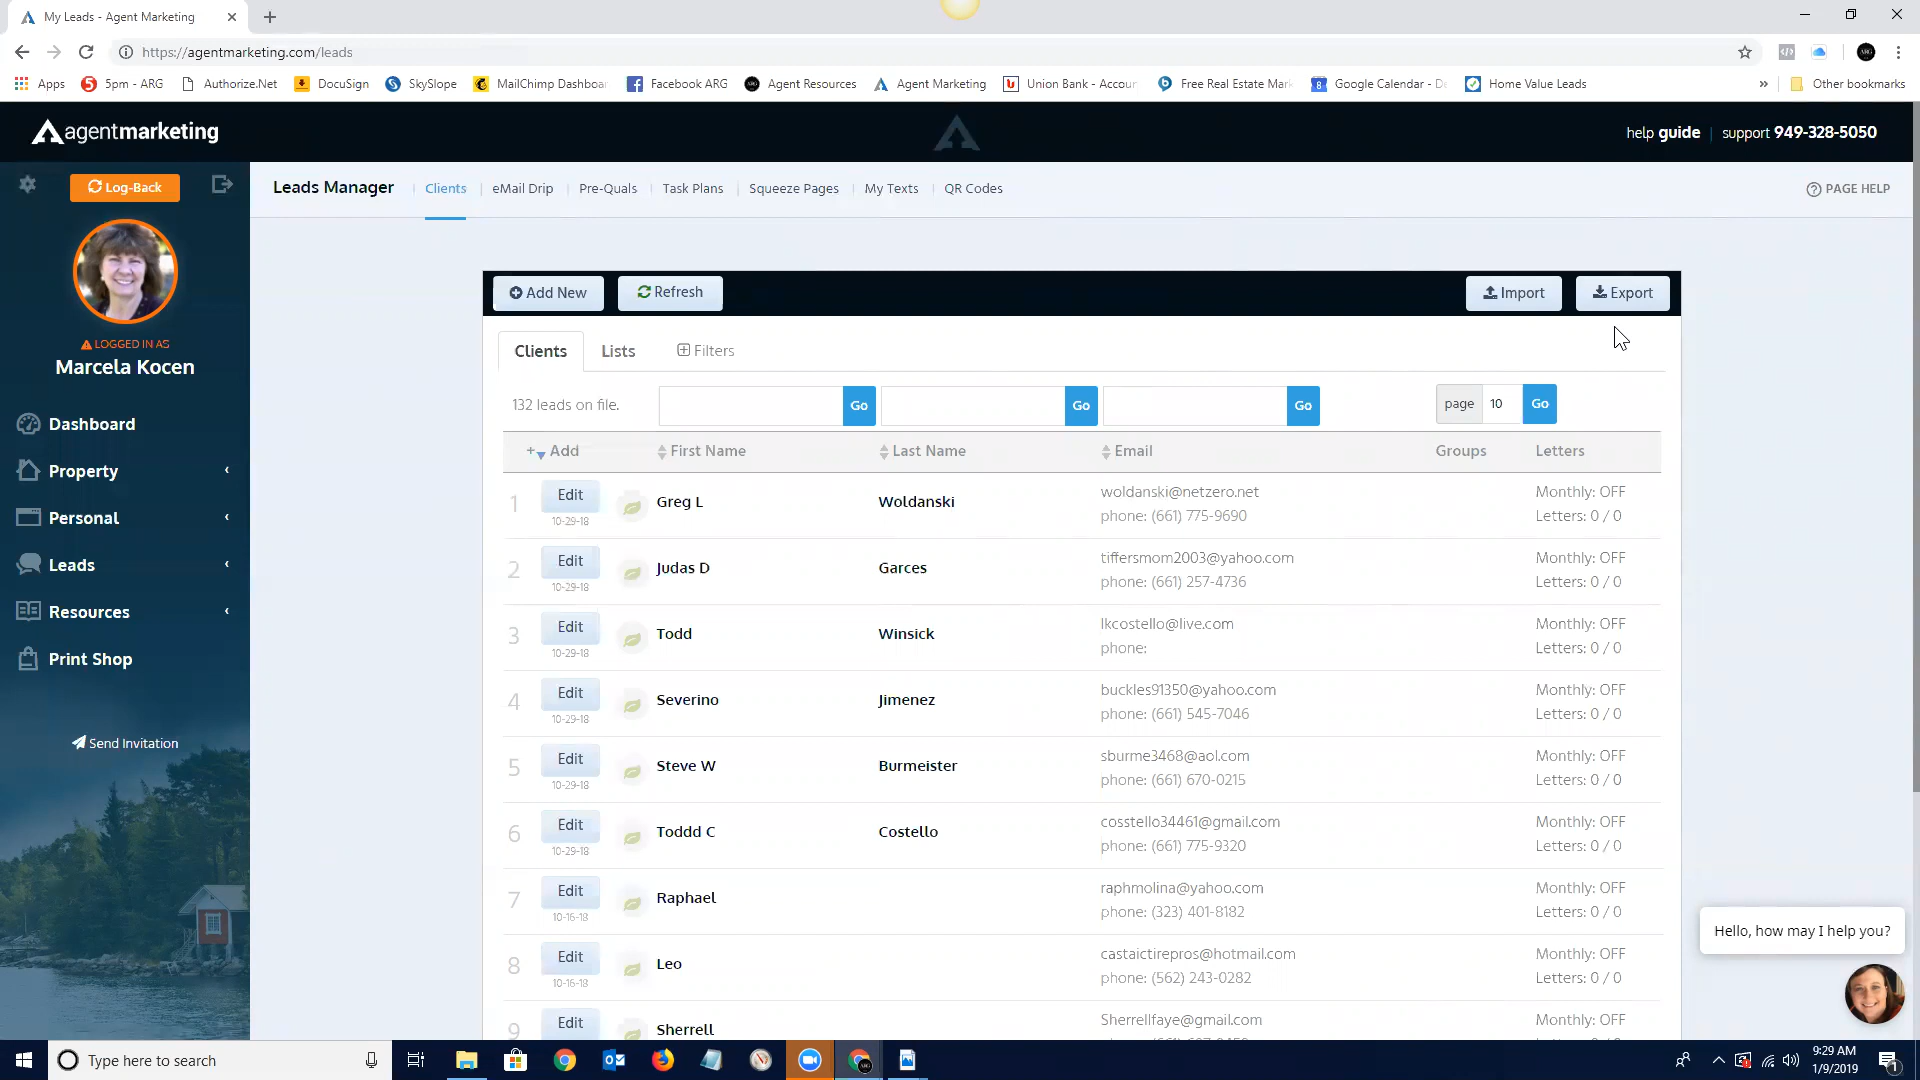 My Leads - Agent Marketing
https://agentmarketing.com/leads
Apps 5pm - ARG Authorize.Net DocuSign SkySlope MailChimp Dashboar Facebook ARG Agent Resources Agent Marketing Union Bank - Accour Free Real Estate Mark Google Calendar - De Home Value Leads » Other bookmarks
agentmarketing
help guide | support 949-328-5050
Log-Back
Leads Manager Clients eMail Drip Pre-Quals Task Plans Squeeze Pages My Texts QR Codes PAGE HELP
LOGGED IN AS
Marcela Kocen
Dashboard
Property
Personal
Leads
Resources
Print Shop
Send Invitation
Add New Refresh Import Export
Clients Lists Filters
132 leads on file. Go Go Go page 10 Go
Add First Name Last Name Email Groups Letters
1 Edit Greg L Woldanski woldanski@netzero.net Monthly: OFF
10-29-18 phone: (661) 775-9690 Letters: 0 / 0
2 Edit Judas D Garces tiffersmom2003@yahoo.com Monthly: OFF
10-29-18 phone: (661) 257-4736 Letters: 0 / 0
3 Edit Todd Winsick lkcostello@live.com Monthly: OFF
10-29-18 phone: Letters: 0 / 0
4 Edit Severino Jimenez buckles91350@yahoo.com Monthly: OFF
10-29-18 phone: (661) 545-7046 Letters: 0 / 0
5 Edit Steve W Burmeister sburme3468@aol.com Monthly: OFF
10-29-18 phone: (661) 670-0215 Letters: 0 / 0
6 Edit Toddd C Costello cosstello34461@gmail.com Monthly: OFF
10-29-18 phone: (661) 775-9320 Letters: 0 / 0
7 Edit Raphael raphmolina@yahoo.com Monthly: OFF
10-16-18 phone: (323) 401-8182 Letters: 0 / 0
8 Edit Leo castaictirepros@hotmail.com Monthly: OFF
10-16-18 phone: (562) 243-0282 Letters: 0 / 0
9 Edit Sherrell Sherrellfaye@gmail.com Monthly: OFF
Hello, how may I help you?
Type here to search
9:29 AM
1/9/2019